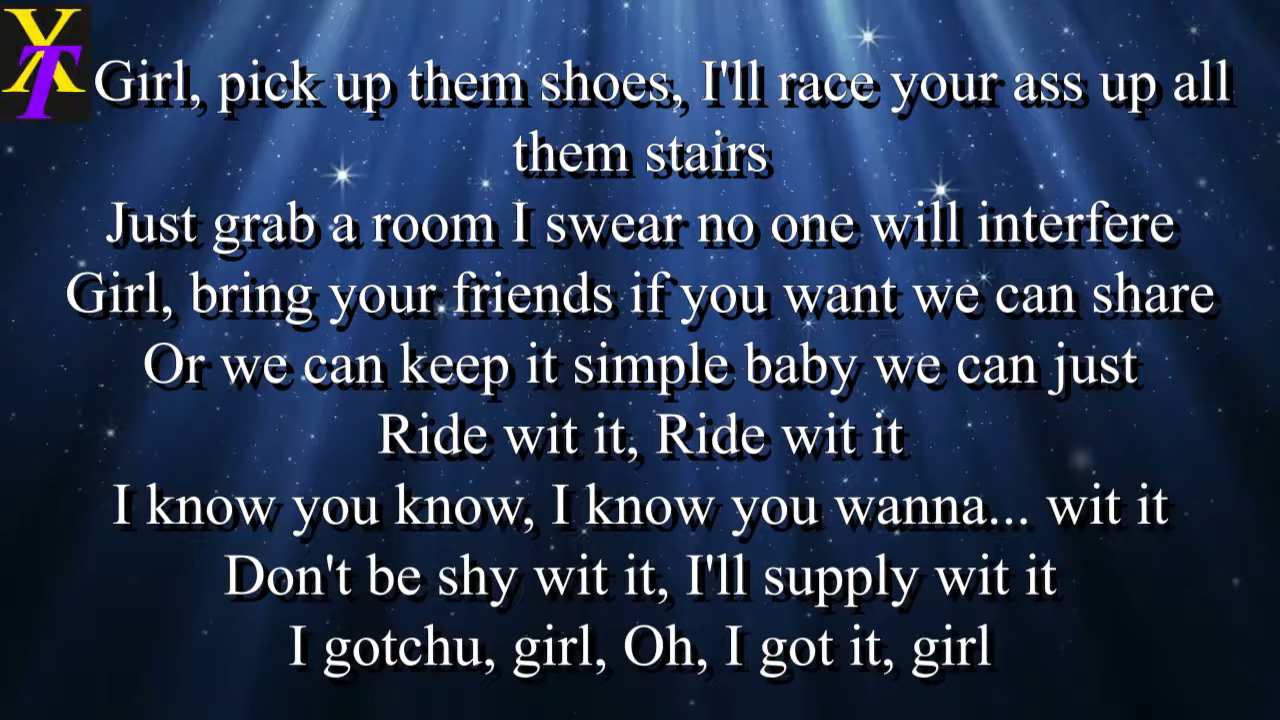 XT
Girl, pick up them shoes, I'll race your ass up all
them stairs
Just grab a room I swear no one will interfere
Girl, bring your friends if you want we can share
Or we can keep it simple baby we can just
Ride wit it, Ride wit it
I know you know, I know you wanna... wit it
Don't be shy wit it, I'll supply wit it
I gotchu, girl, Oh, I got it, girl